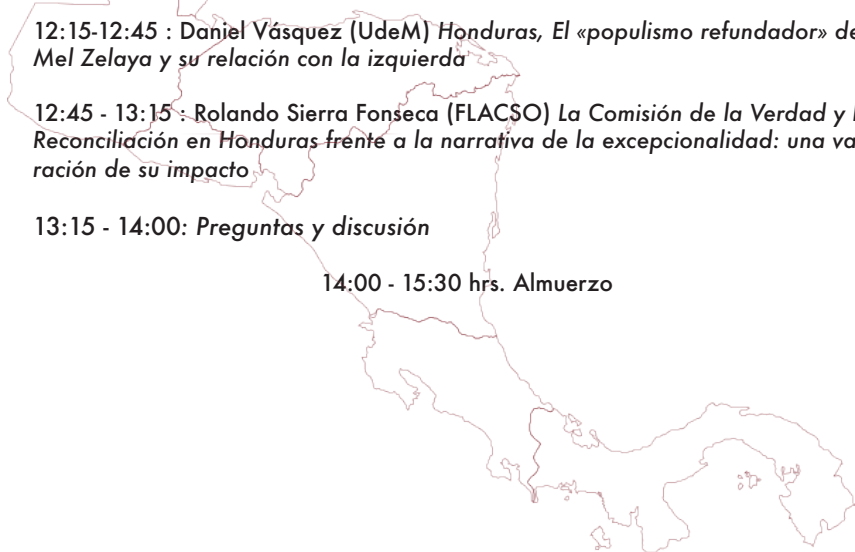 12:15-12:45 : Daniel Vásquez (UdeM) Honduras, El «populismo refundador» de
Mel Zelaya y su relación con la izquierda
12:45 - 13:15 : Rolando Sierra Fonseca (FLACSO) La Comisión de la Verdad y
Reconciliación en Honduras frente a la narrativa de la excepcionalidad: una
ración de su impacto
13:15 - 14:00: Preguntas y discusión
14:00 - 15:30 hrs. Almuerzo